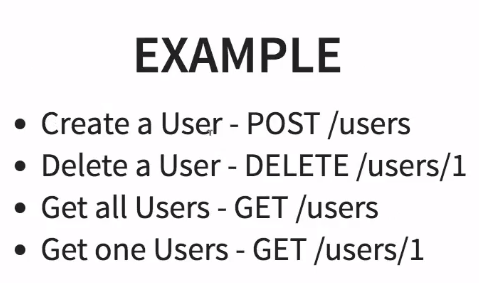 EXAMPLE
• Create a User - POST /users
• Delete a User - DELETE /users/1
• Get all Users - GET /users
• Get one Users - GET /users/1